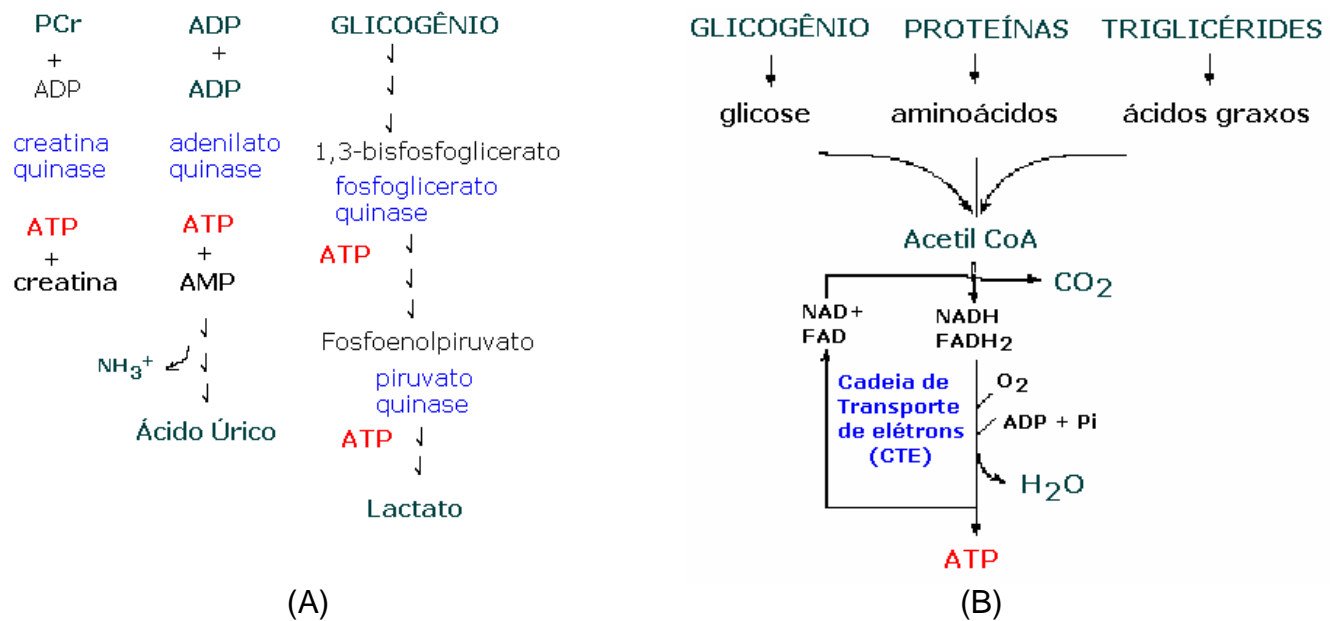 PCr
+
ADP
creatina
quinase
ATP
+
creatina
ADP
+
ADP
adenilato
quinase
ATP
+
AMP
NH3+
Ácido Úrico
GLICOGÊNIO
1,3-bisfosfoglicerato
fosfoglicerato
quinase
ATP
Fosfoenolpiruvato
piruvato
quinase
ATP
Lactato
(A)
GLICOGÊNIO PROTEÍNAS TRIGLICÉRIDES
glicose aminoácidos ácidos graxos
Acetil CoA
CO2
NAD+
FAD
NADH
FADH2
Cadeia de
Transporte
de elétrons
(CTE)
O2
ADP + Pi
H2O
ATP
(B)